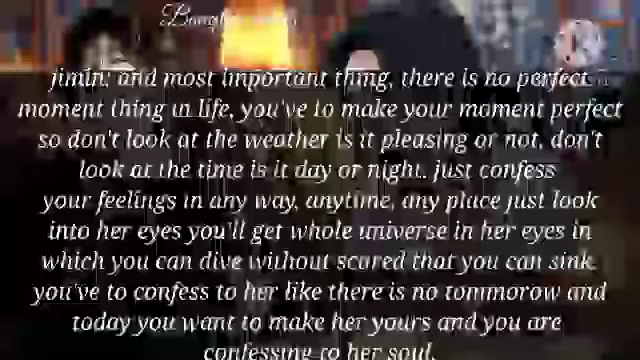 jimin: and most important thing, there is no perfect
moment thing in life, you've to make your moment perfect
so don't look at the weather is it pleasing or not, don't
look at the time is it day or night. just confess
your feelings in any way, anytime, any place just look
into her eyes you'll get whole universe in her eyes in
which you can dive without scared that you can sink.
you've to confess to her like there is no tommorow and
today you want to make her yours and you are
confessing to her soul.